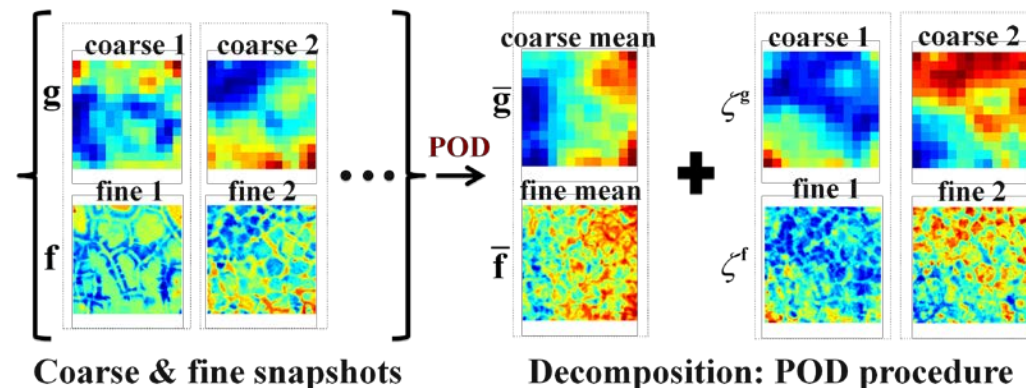 coarse 1 coarse 2 coarse mean coarse 1 coarse 2
g ḡ ζᵍ
POD
fine 1 fine 2 fine mean fine 1 fine 2
f f̄ ζᶠ
Coarse & fine snapshots Decomposition: POD procedure